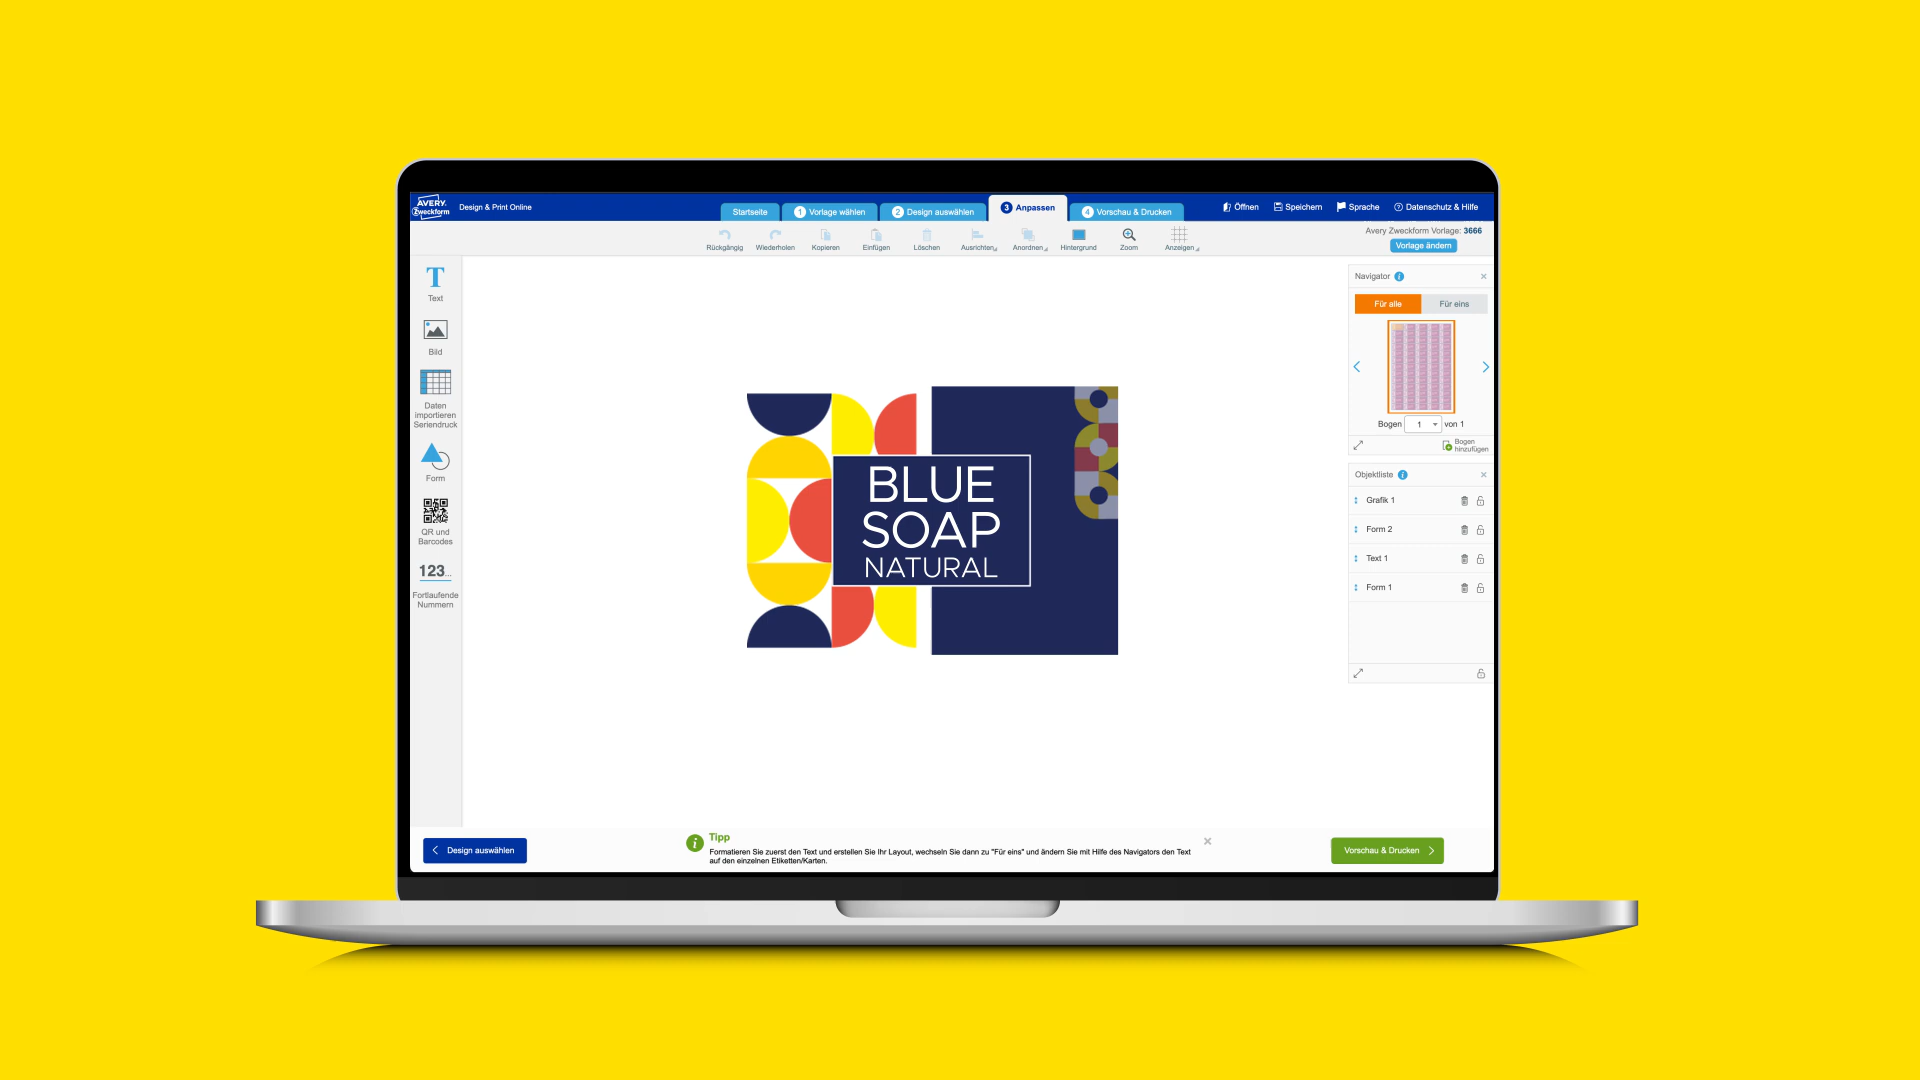 AVERY
Zweckform
Design & Print Online
Startseite
1 Vorlage wählen
2 Design auswählen
3 Anpassen
4 Vorschau & Drucken
Öffnen
Speichern
Sprache
? Datenschutz & Hilfe
Rückgängig
Wiederholen
Kopieren
Einfügen
Löschen
Ausrichten
Anordnen
Hintergrund
Zoom
Anzeigen
Avery Zweckform Vorlage: 3666
Vorlage ändern
T
Text
Bild
Daten
importieren
Seriendruck
Form
QR und
Barcodes
123...
Fortlaufende
Nummern
BLUE
SOAP
NATURAL
Navigator i
Für alle
Für eins
Bogen 1 von 1
Bogen
hinzufügen
Objektliste i
Grafik 1
Form 2
Text 1
Form 1
Design auswählen
i Tipp
Formatieren Sie zuerst den Text und erstellen Sie Ihr Layout, wechseln Sie dann zu "Für eins" und ändern Sie mit Hilfe des Navigators den Text
auf den einzelnen Etiketten/Karten.
Vorschau & Drucken